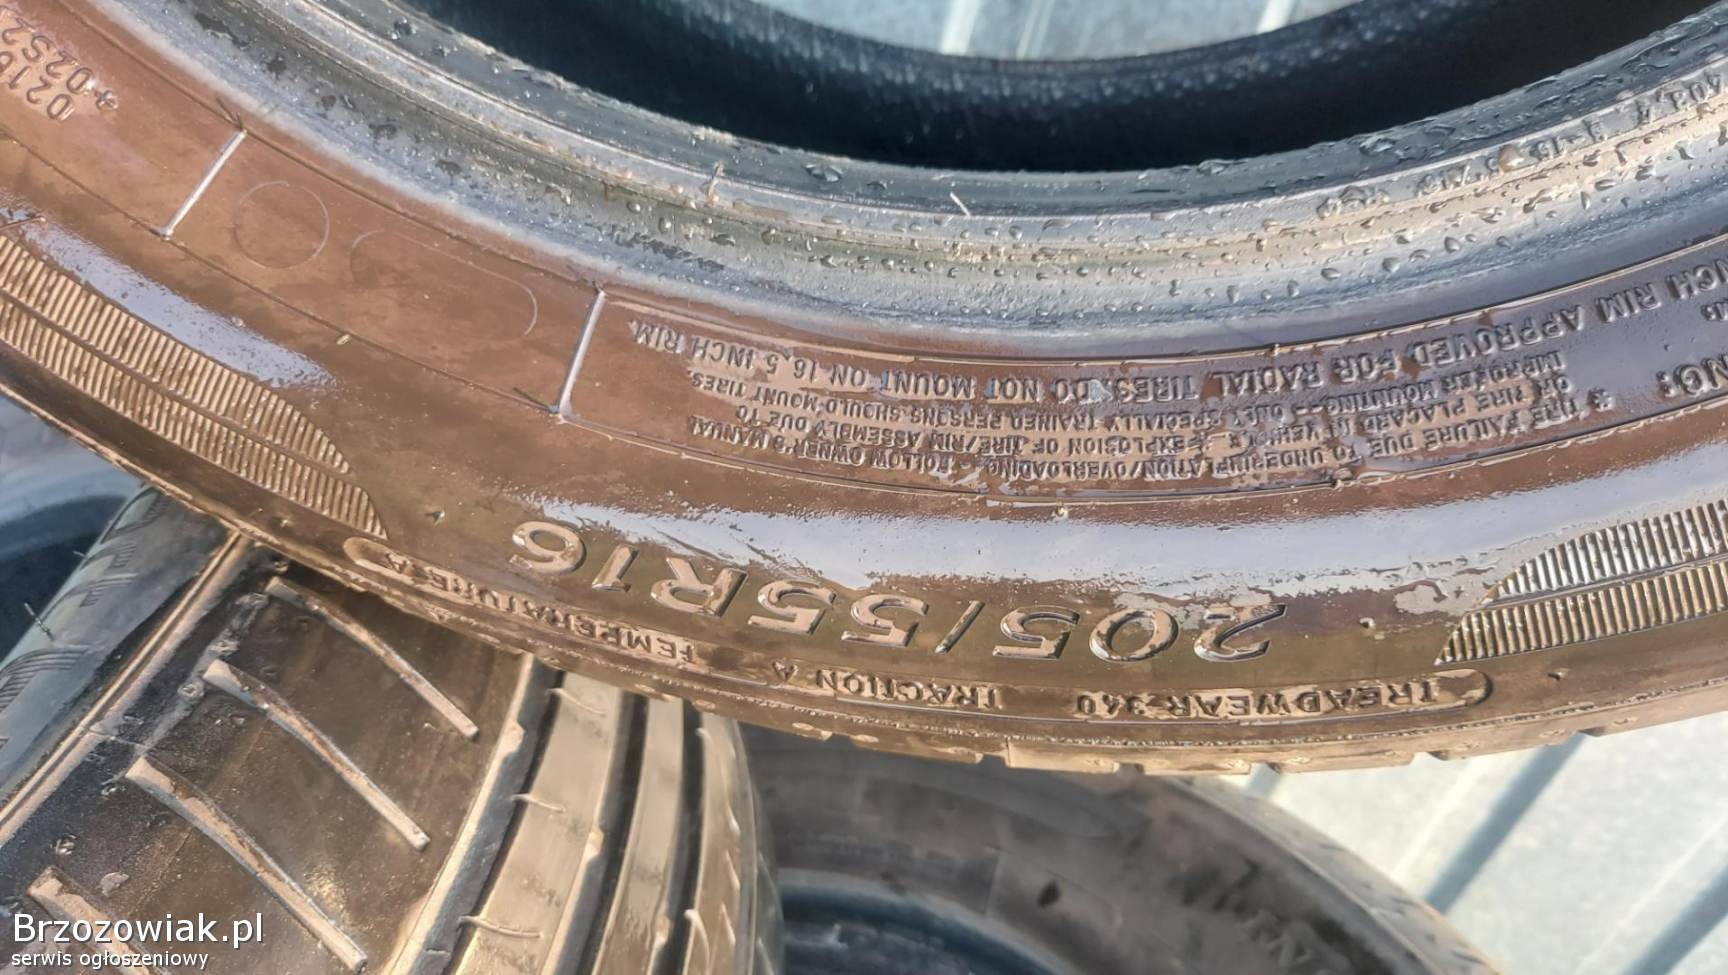 205/55R16
TREADWEAR 340 TRACTION A TEMPERATURE A
TIRE FAILURE DUE TO UNDERINFLATION/OVERLOADING - FOLLOW OWNER'S MANUAL
OR TIRE PLACARD IN VEHICLE EXPLOSION OF TIRE/RIM ASSEMBLY DUE TO
IMPROPER MOUNTING - ONLY SPECIALLY TRAINED PERSONS SHOULD MOUNT TIRES.
INCH RIM APPROVED FOR RADIAL TIRES. DO NOT MOUNT ON 16,5 INCH RIM
Brzozowiak.pl
serwis ogłoszeniowy